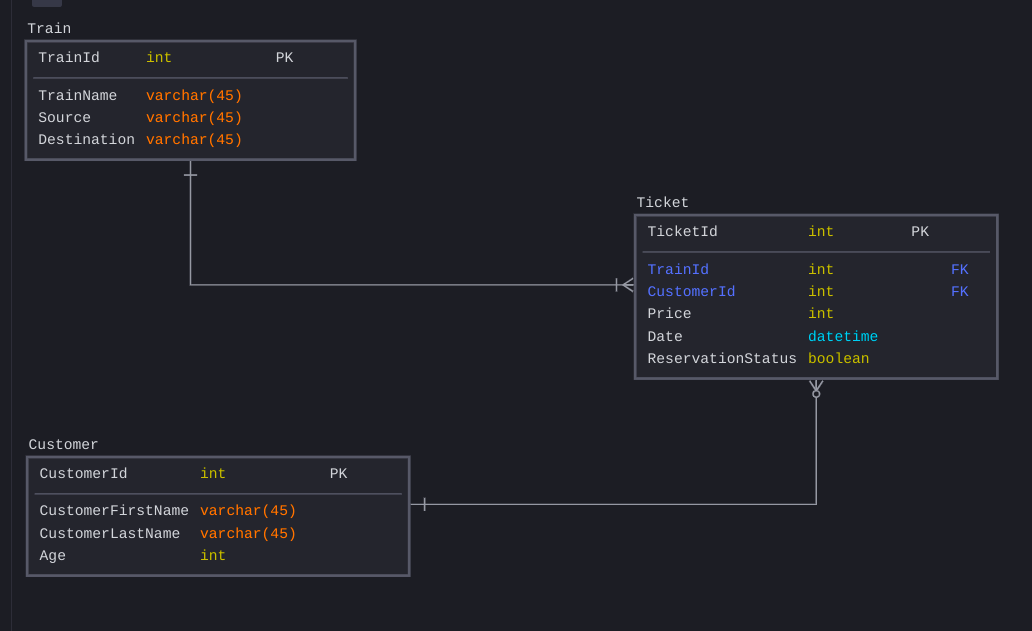 Train
TrainId int PK
TrainName varchar(45)
Source varchar(45)
Destination varchar(45)
Ticket
TicketId int PK
TrainId int FK
CustomerId int FK
Price int
Date datetime
ReservationStatus boolean
Customer
CustomerId int PK
CustomerFirstName varchar(45)
CustomerLastName varchar(45)
Age int